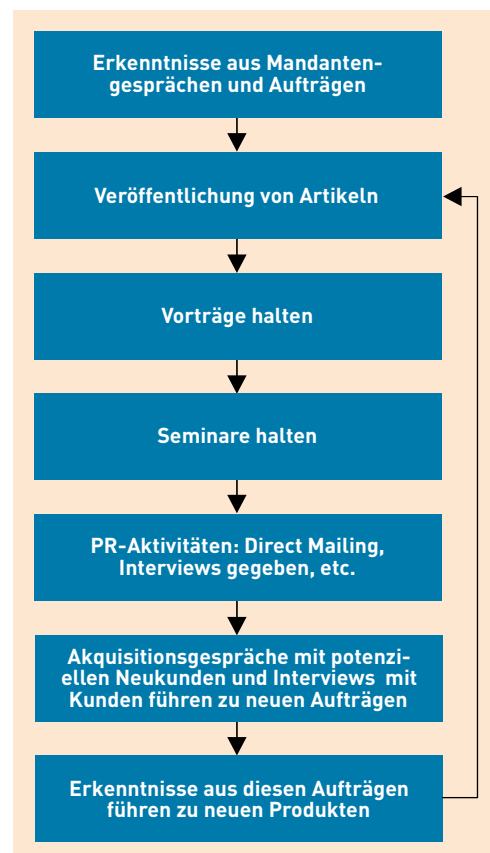 Erkenntnisse aus Mandanten-
gesprächen und Aufträgen
Veröffentlichung von Artikeln
Vorträge halten
Seminare halten
PR-Aktivitäten: Direct Mailing,
Interviews gegeben, etc.
Akquisitionsgespräche mit potenzi-
ellen Neukunden und Interviews mit
Kunden führen zu neuen Aufträgen
Erkenntnisse aus diesen Aufträgen
führen zu neuen Produkten